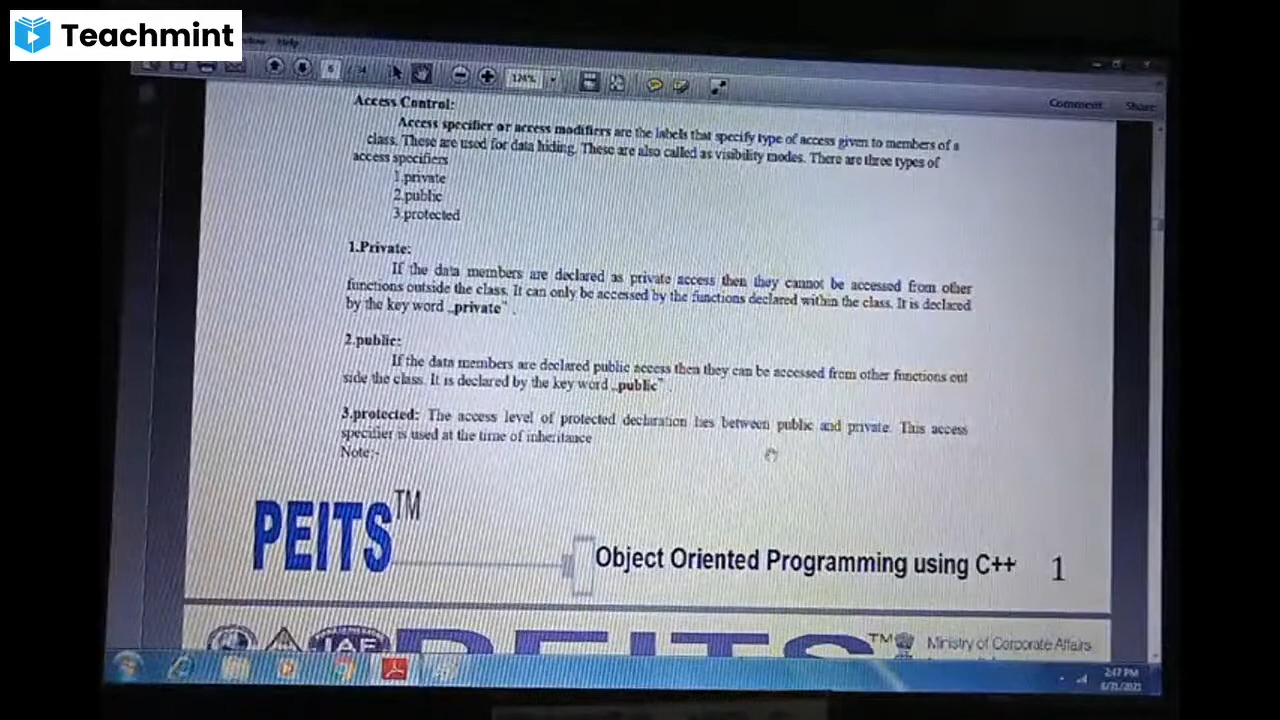 Teachmint
Help
6
124%
Comment
Share
Access Control:
Access specifier or access modifiers are the labels that specify type of access given to members of a
class. These are used for data hiding. These are also called as visibility modes. There are three types of
access specifiers
1.private
2.public
3.protected
1.Private:
If the data members are declared as private access then they cannot be accessed from other
functions outside the class. It can only be accessed by the functions declared within the class. It is declared
by the key word „private" .
2.public:
If the data members are declared public access then they can be accessed from other functions out
side the class. It is declared by the key word „public" .
3.protected: The access level of protected declaration lies between public and private. This access
specifier is used at the time of inheritance
Note:-
PEITS™
Object Oriented Programming using C++ 1
IAF
PEITS™
Ministry of Corporate Affairs
2:47 PM